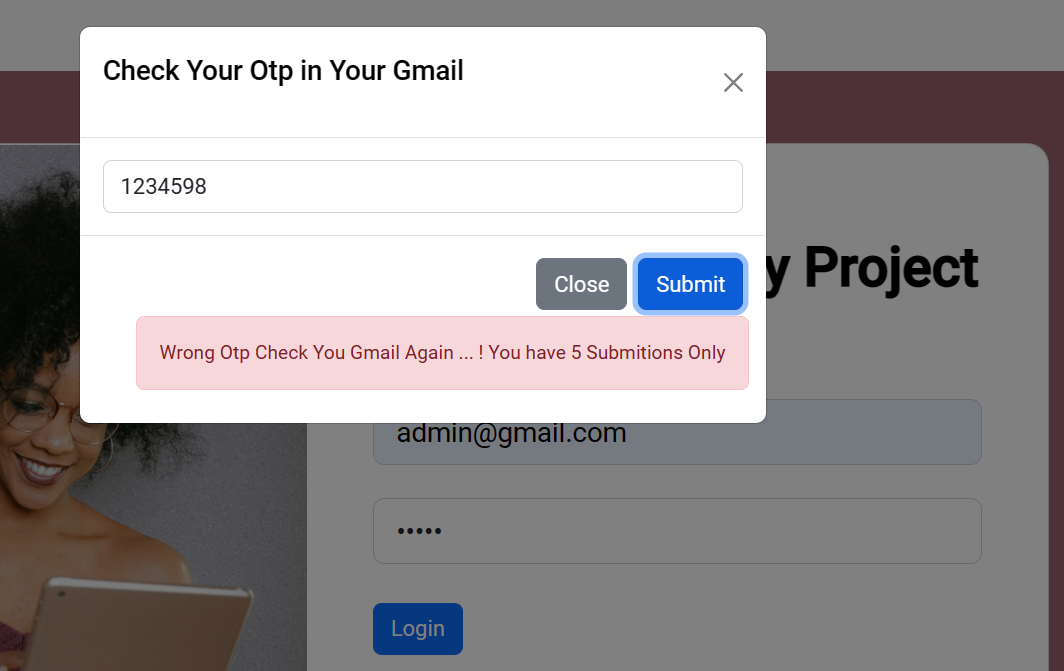 Check Your Otp in Your Gmail
1234598
Close Submit
Wrong Otp Check You Gmail Again ... ! You have 5 Submitions Only
y Project
admin@gmail.com
•••••
Login